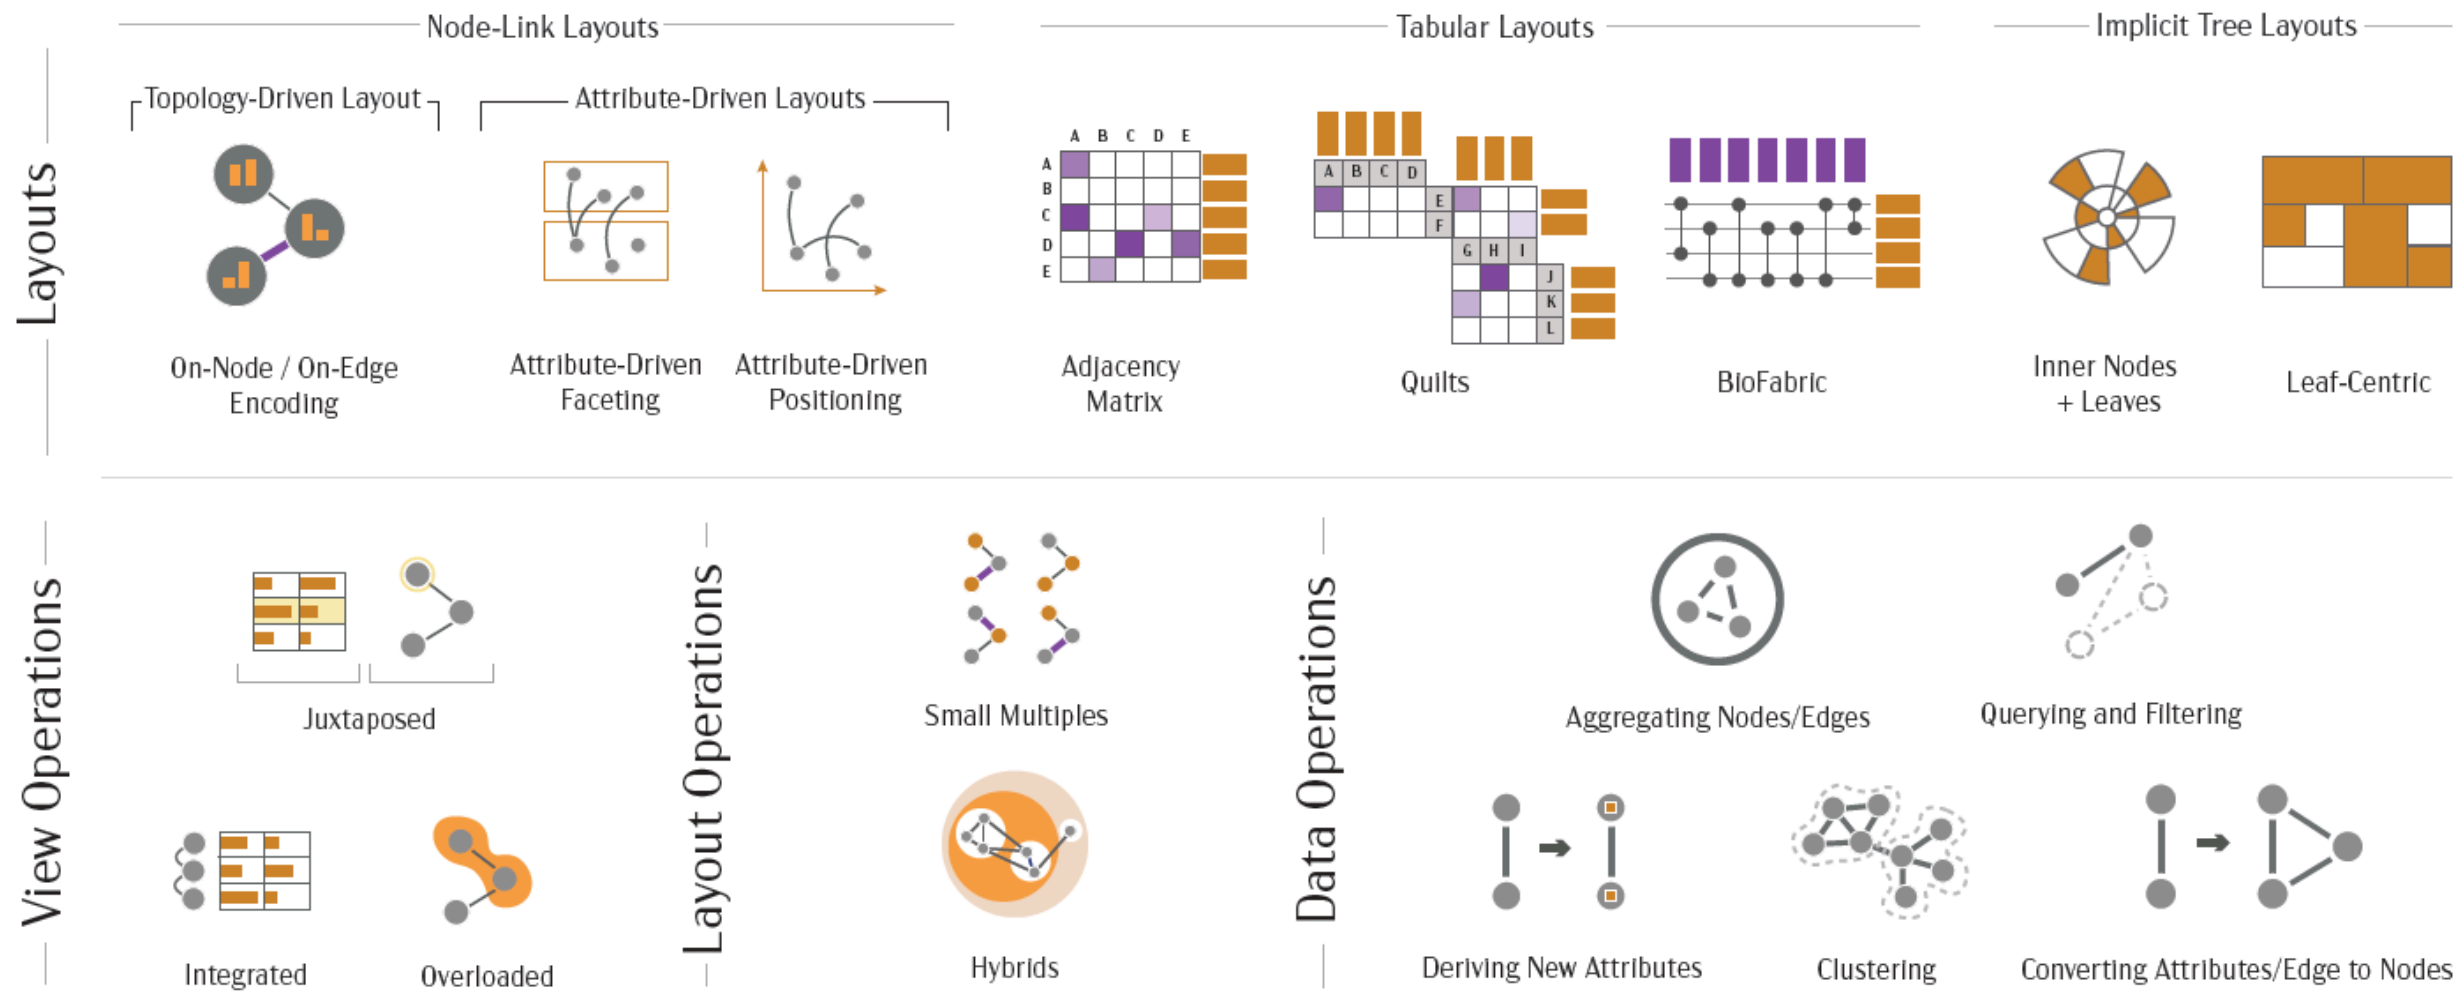 Node-Link Layouts
Tabular Layouts
Implicit Tree Layouts
Layouts
Topology-Driven Layout
Attribute-Driven Layouts
A B C D E
A
B
C
D
E
A B C D
E
F
G H I
J
K
L
On-Node / On-Edge
Encoding
Attribute-Driven
Faceting
Attribute-Driven
Positioning
Adjacency
Matrix
Quilts
BioFabric
Inner Nodes
+ Leaves
Leaf-Centric
View Operations
Juxtaposed
Integrated
Overloaded
Layout Operations
Small Multiples
Hybrids
Data Operations
Aggregating Nodes/Edges
Querying and Filtering
Deriving New Attributes
Clustering
Converting Attributes/Edge to Nodes